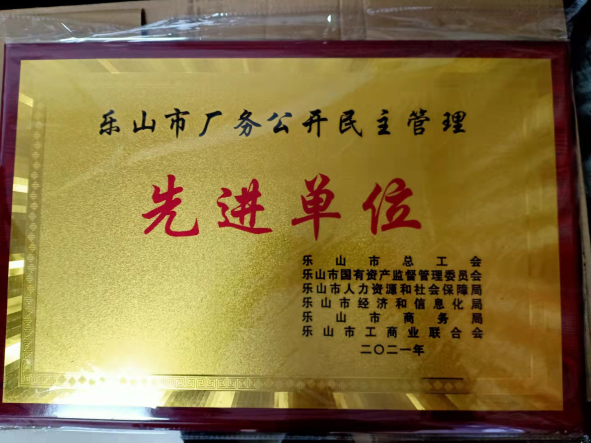 乐山市厂务公开民主管理
先进单位
乐山市总工会
乐山市国有资产监督管理委员会
乐山市人力资源和社会保障局
乐山市经济和信息化局
乐山市商务局
乐山市工商业联合会
二〇二一年